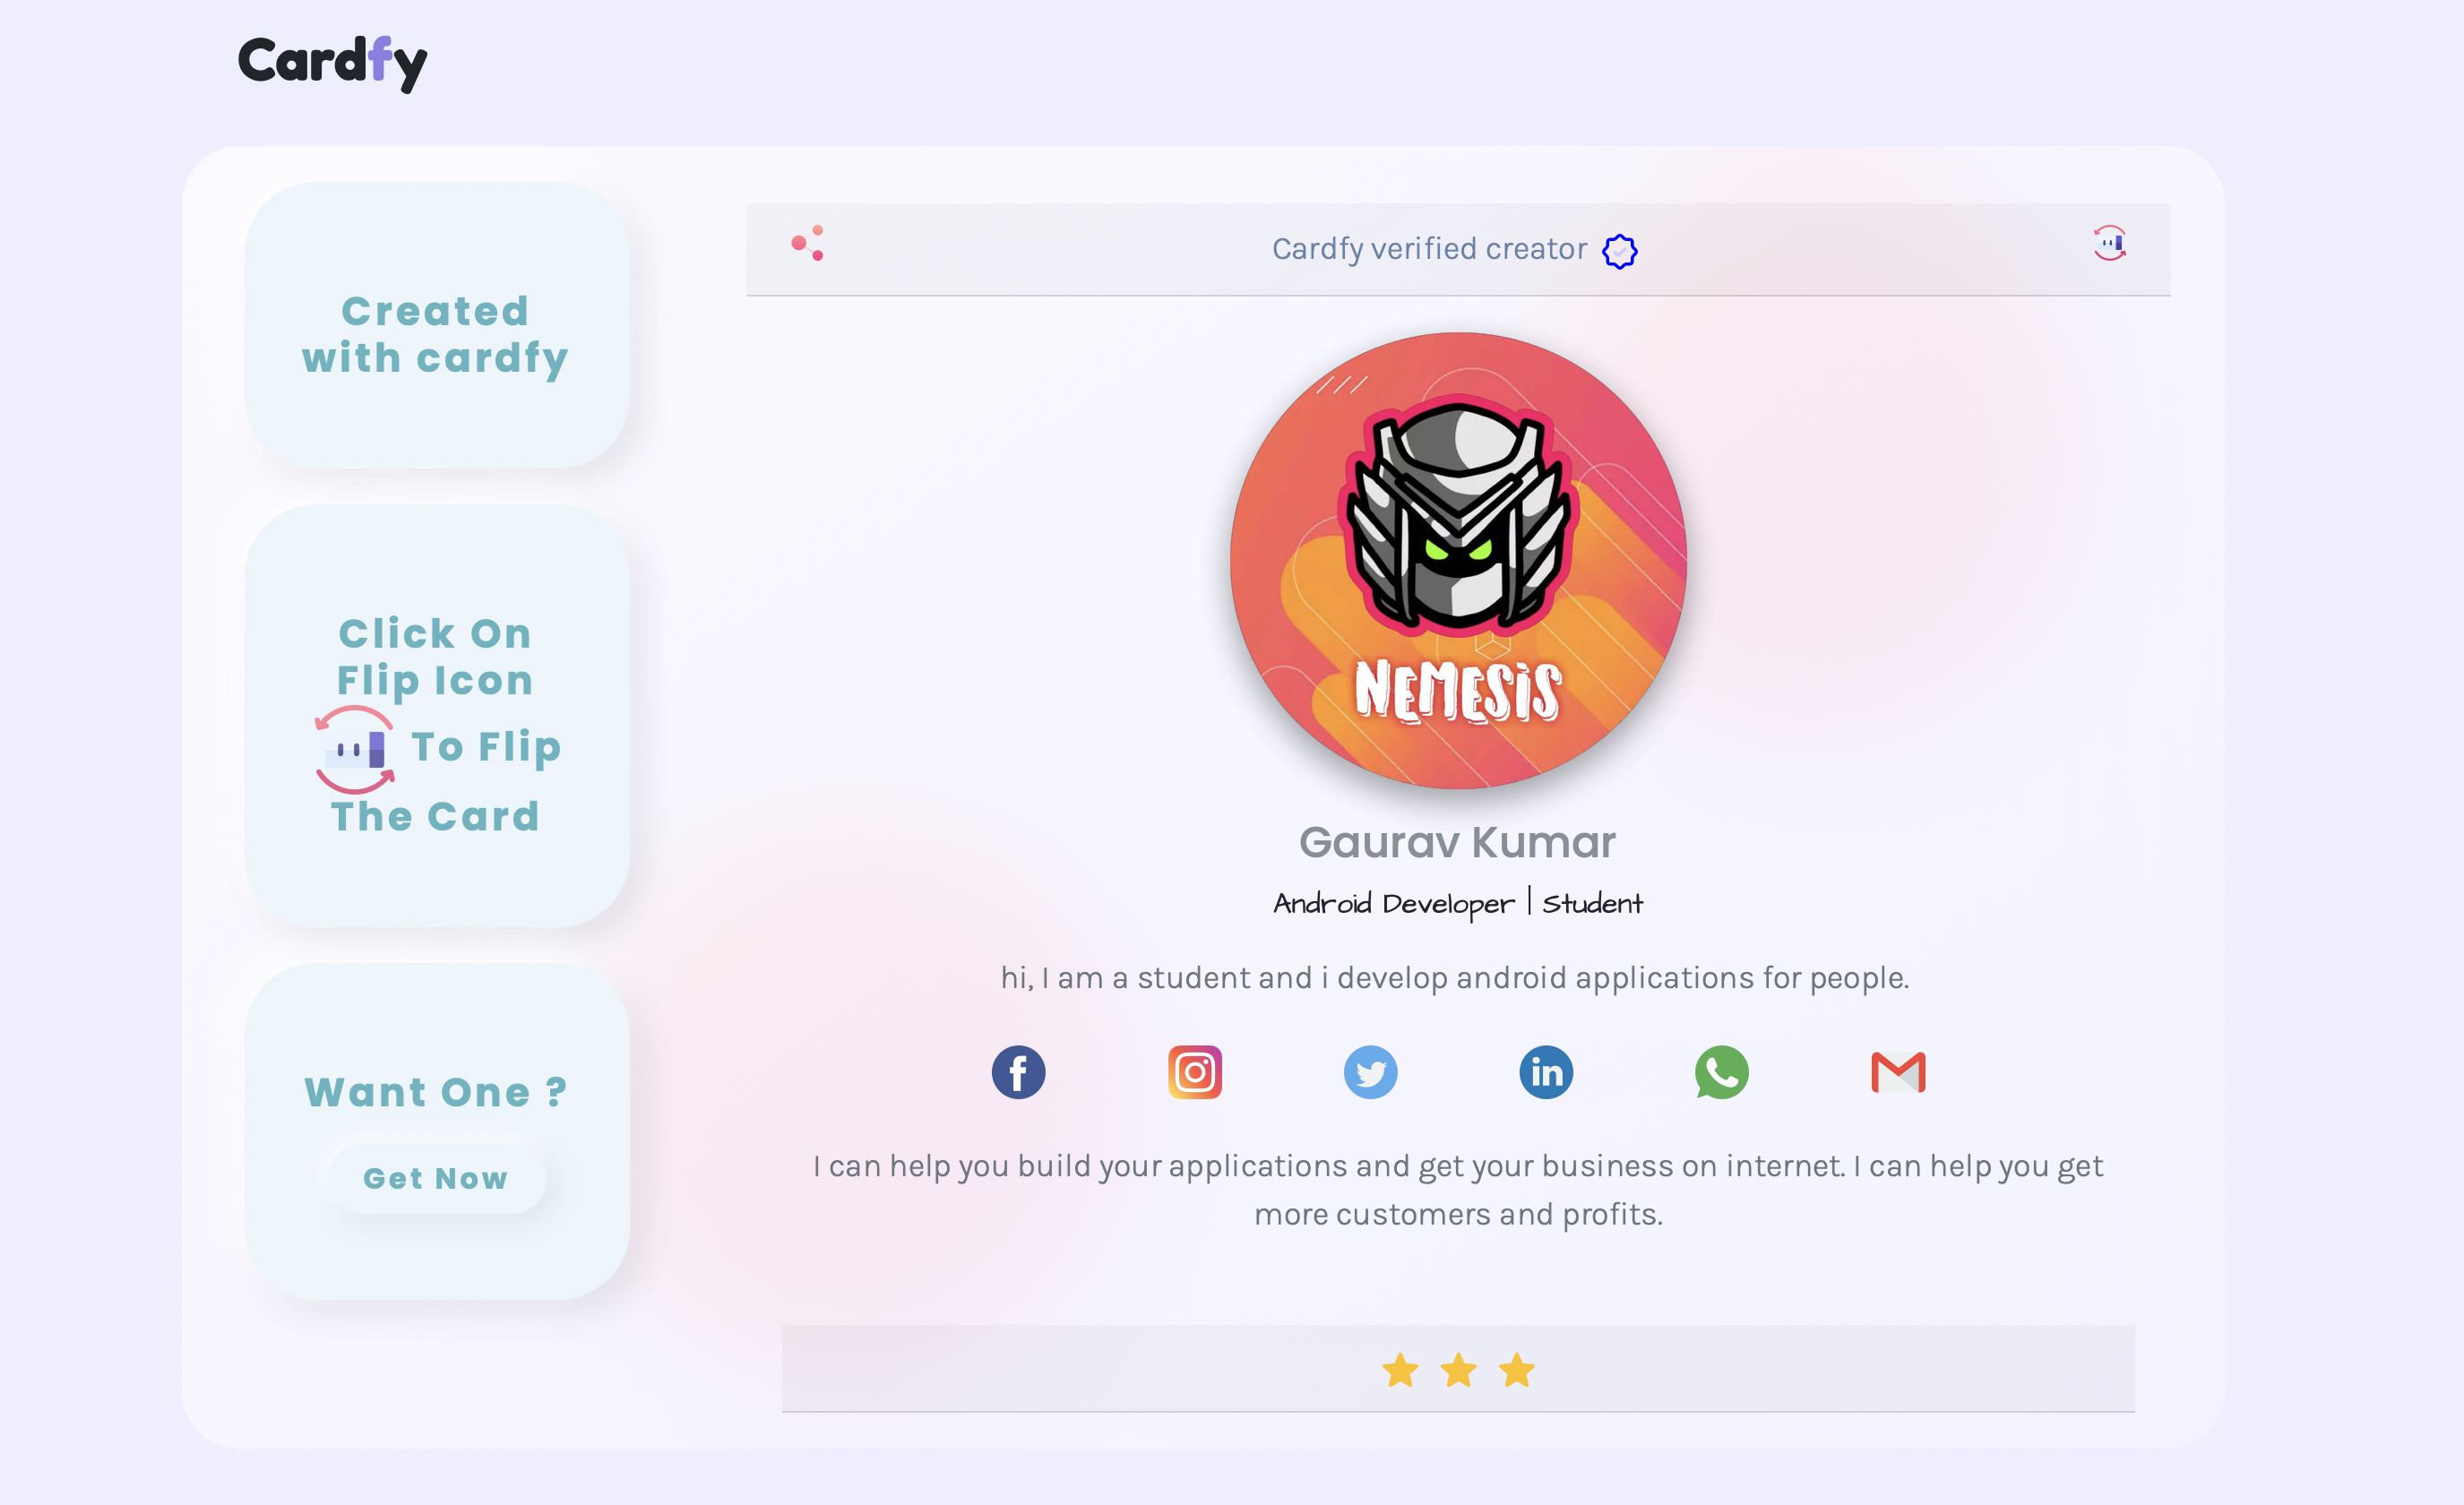 Cardfy
Created
with cardfy
Click On
Flip Icon
To Flip
The Card
Want One ?
Get Now
Cardfy verified creator
NEMESiS
Gaurav Kumar
Android Developer | Student
hi, I am a student and i develop android applications for people.
I can help you build your applications and get your business on internet. I can help you get
more customers and profits.